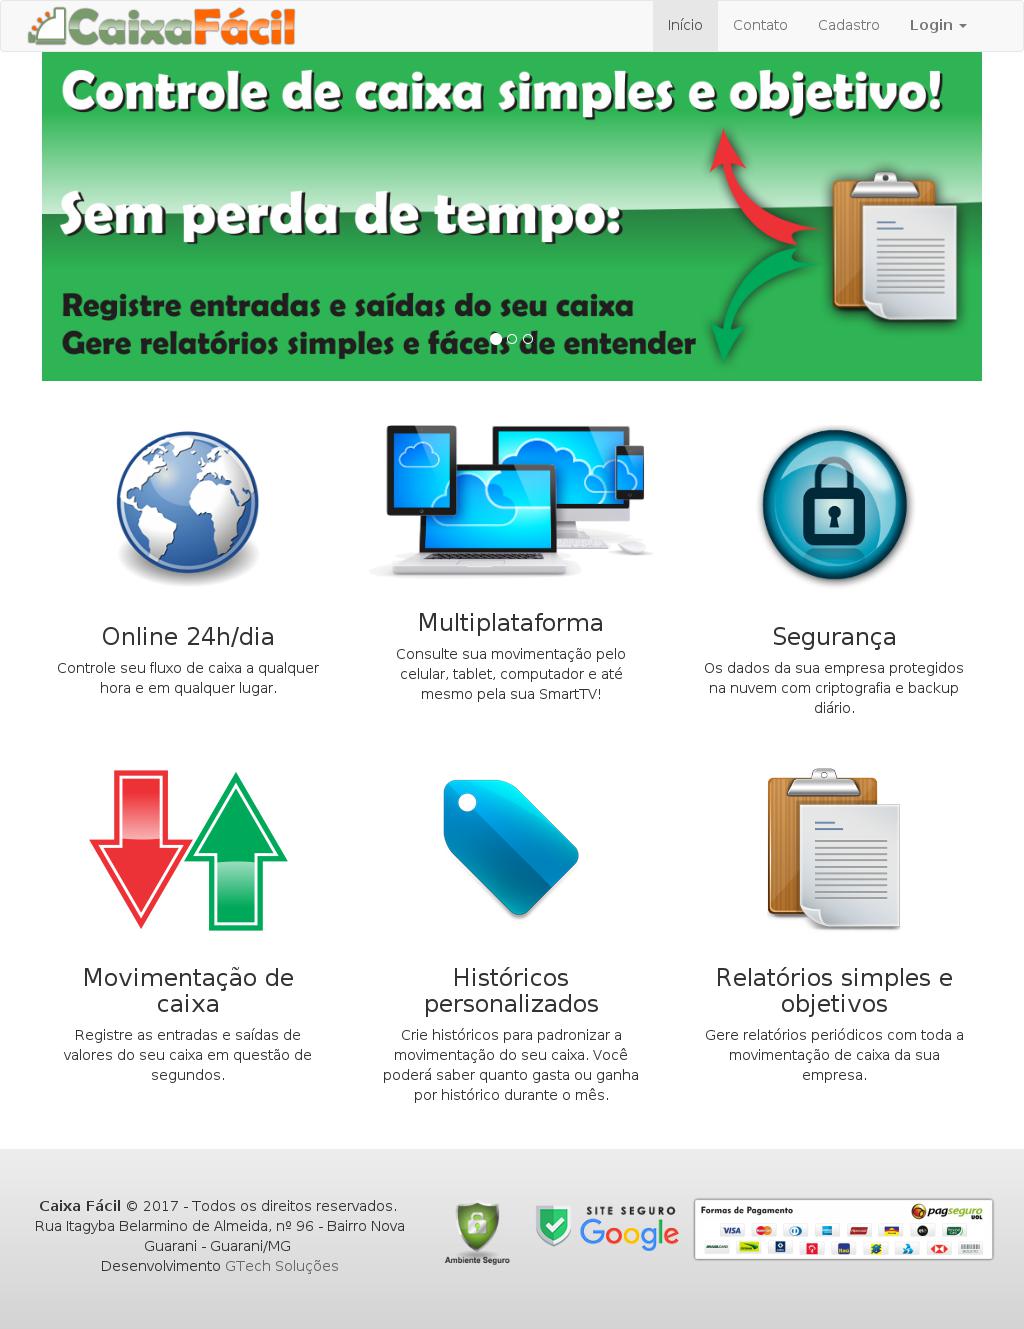 CaixaFácil
Início
Contato
Cadastro
Login
Controle de caixa simples e objetivo!
Sem perda de tempo:
Registre entradas e saídas do seu caixa
Gere relatórios simples e fáceis de entender
Online 24h/dia
Controle seu fluxo de caixa a qualquer
hora e em qualquer lugar.
Multiplataforma
Consulte sua movimentação pelo
celular, tablet, computador e até
mesmo pela sua SmartTV!
Segurança
Os dados da sua empresa protegidos
na nuvem com criptografia e backup
diário.
Movimentação de
caixa
Registre as entradas e saídas de
valores do seu caixa em questão de
segundos.
Históricos
personalizados
Crie históricos para padronizar a
movimentação do seu caixa. Você
poderá saber quanto gasta ou ganha
por histórico durante o mês.
Relatórios simples e
objetivos
Gere relatórios periódicos com toda a
movimentação de caixa da sua
empresa.
Caixa Fácil © 2017 - Todos os direitos reservados.
Rua Itagyba Belarmino de Almeida, nº 96 - Bairro Nova
Guarani - Guarani/MG
Desenvolvimento GTech Soluções
Ambiente Seguro
SITE SEGURO
Google
Formas de Pagamento
pagseguro
UOL
VISA